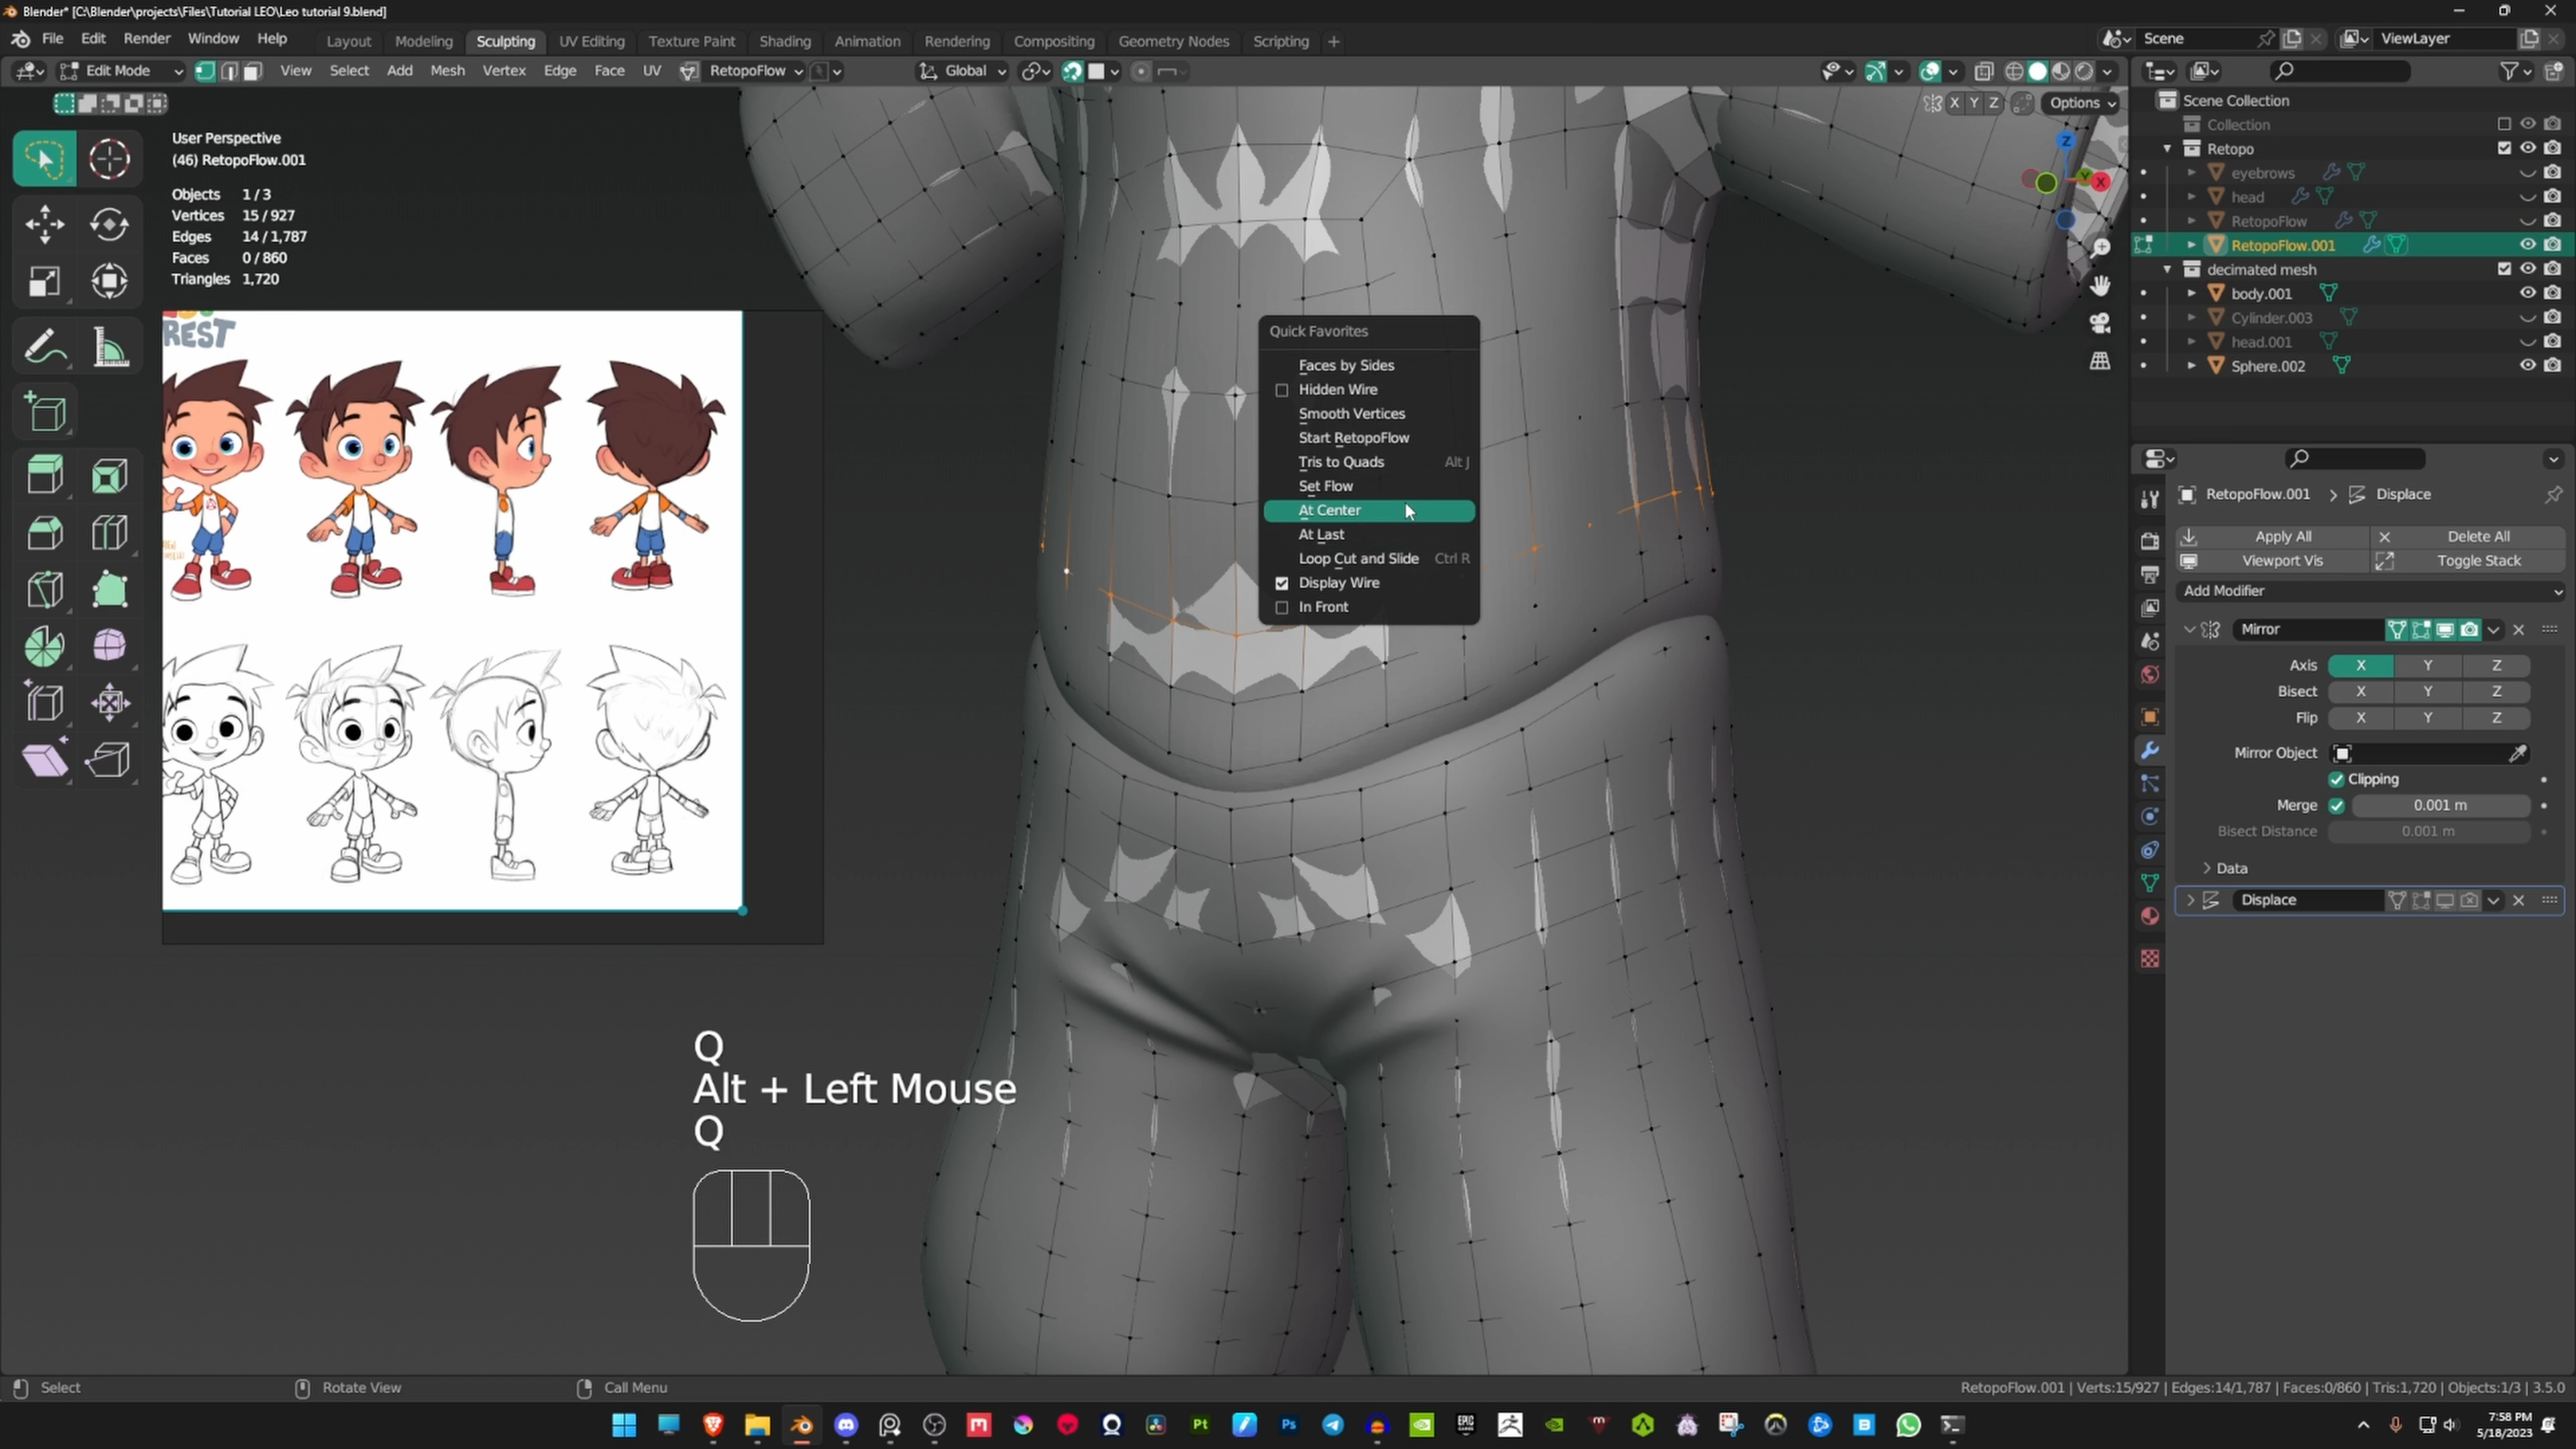 Blender* [C:\Blender\projects\Files\Tutorial LEO\Leo tutorial 9.blend]
File Edit Render Window Help
Layout Modeling Sculpting UV Editing Texture Paint Shading Animation Rendering Compositing Geometry Nodes Scripting +
Scene
ViewLayer
Edit Mode
View Select Add Mesh Vertex Edge Face UV
RetopoFlow
Global
X Y Z
Options
User Perspective
(46) RetopoFlow.001
Objects 1 / 3
Vertices 15 / 927
Edges 14 / 1,787
Faces 0 / 860
Triangles 1,720
REST
Z
Y
X
Quick Favorites
Faces by Sides
Hidden Wire
Smooth Vertices
Start RetopoFlow
Tris to Quads Alt J
Set Flow
At Center
At Last
Loop Cut and Slide Ctrl R
Display Wire
In Front
Q
Alt + Left Mouse
Q
Scene Collection
Collection
Retopo
eyebrows
head
RetopoFlow
RetopoFlow.001
decimated mesh
body.001
Cylinder.003
head.001
Sphere.002
RetopoFlow.001 > Displace
Apply All Delete All
Viewport Vis Toggle Stack
Add Modifier
Mirror
Axis X Y Z
Bisect X Y Z
Flip X Y Z
Mirror Object
Clipping
Merge 0.001 m
Bisect Distance 0.001 m
Data
Displace
Select
Rotate View
Call Menu
RetopoFlow.001 | Verts:15/927 | Edges:14/1,787 | Faces:0/860 | Tris:1,720 | Objects:1/3 | 3.5.0
Pt
Ps
EPIC GAMES
B
7:58 PM
5/18/2023